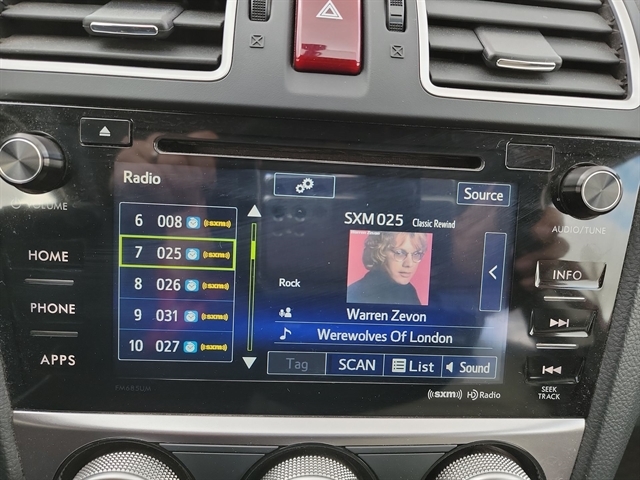 Radio
Source
6 008 ((sxm))
7 025 ((sxm))
8 026 ((sxm))
9 031 ((sxm))
10 027 ((sxm))
SXM 025 Classic Rewind
Warren Zevon
Rock
Warren Zevon
Werewolves Of London
Tag SCAN List Sound
VOLUME
HOME
PHONE
APPS
AUDIO/TUNE
INFO
SEEK
TRACK
((sxm)) HD Radio